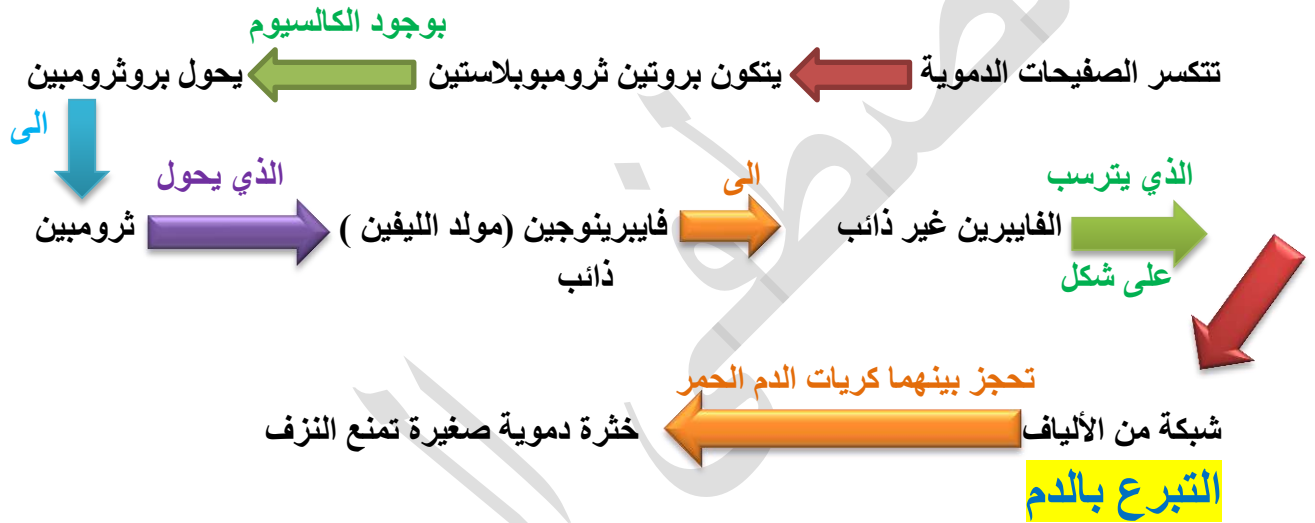 بوجود الكالسيوم
تتكسر الصفيحات الدموية يتكون بروتين ثرومبوبلاستين يحول بروثرومبين
الى
الذي يترسب الى الذي يحول
ثرومبين فايبرينوجين (مولد الليفين ) الفايبرين غير ذائب
ذائب
على شكل
تحجز بينهما كريات الدم الحمر
شبكة من الألياف خثرة دموية صغيرة تمنع النزف
التبرع بالدم